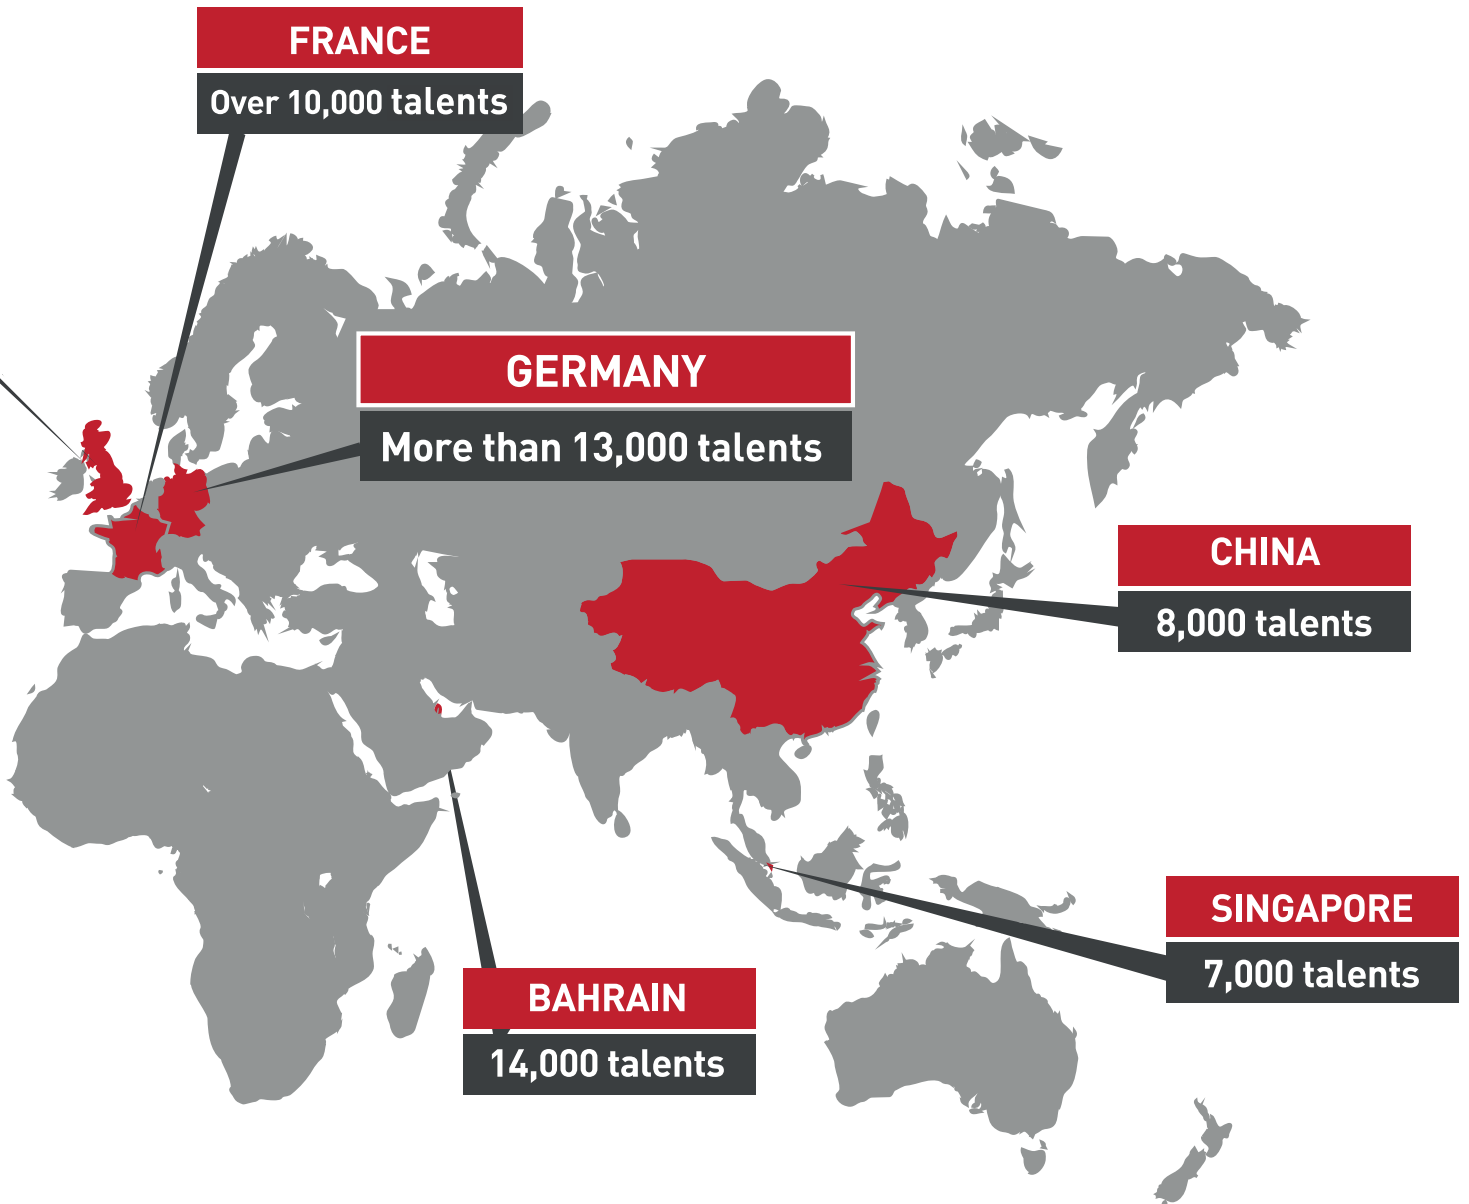 FRANCE
Over 10,000 talents
GERMANY
More than 13,000 talents
CHINA
8,000 talents
SINGAPORE
7,000 talents
BAHRAIN
14,000 talents